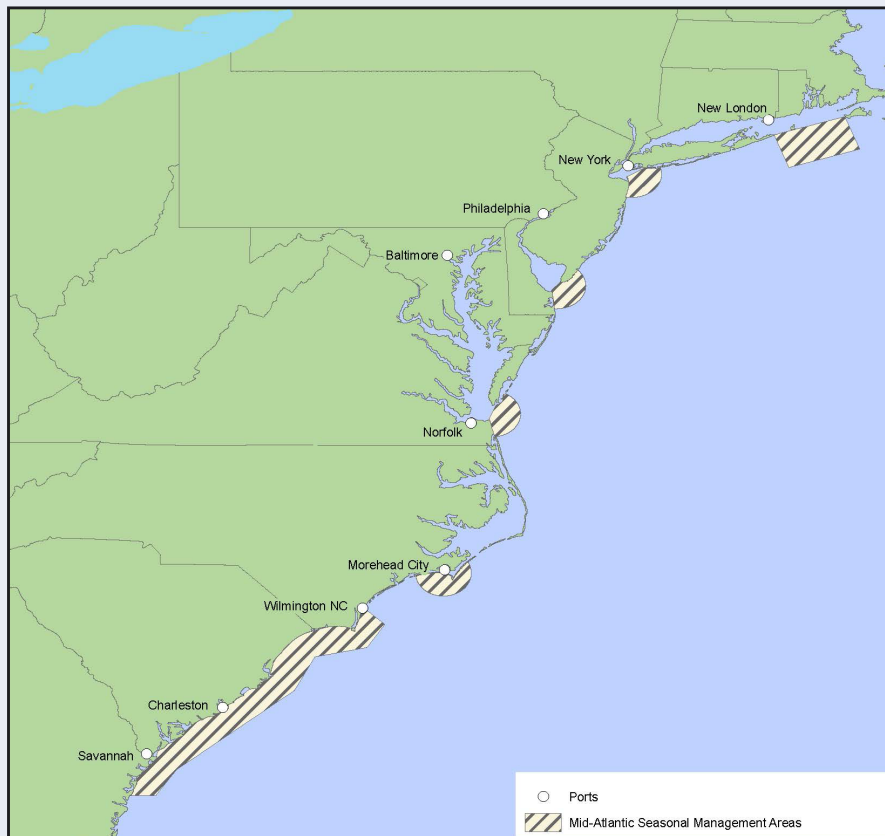 New London
New York
Philadelphia
Baltimore
Norfolk
Morehead City
Wilmington NC
Charleston
Savannah
Ports
Mid-Atlantic Seasonal Management Areas